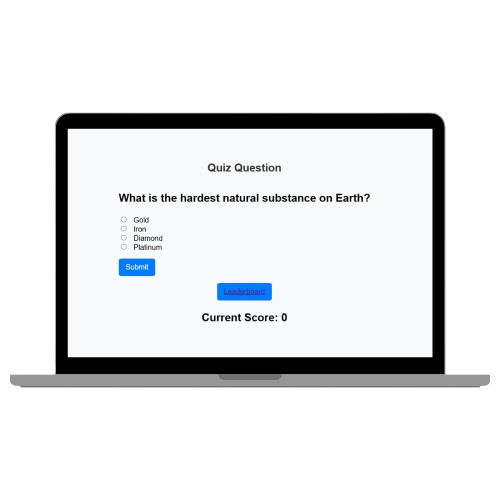 Quiz Question
What is the hardest natural substance on Earth?
Gold
Iron
Diamond
Platinum
Submit
Leaderboard
Current Score: 0